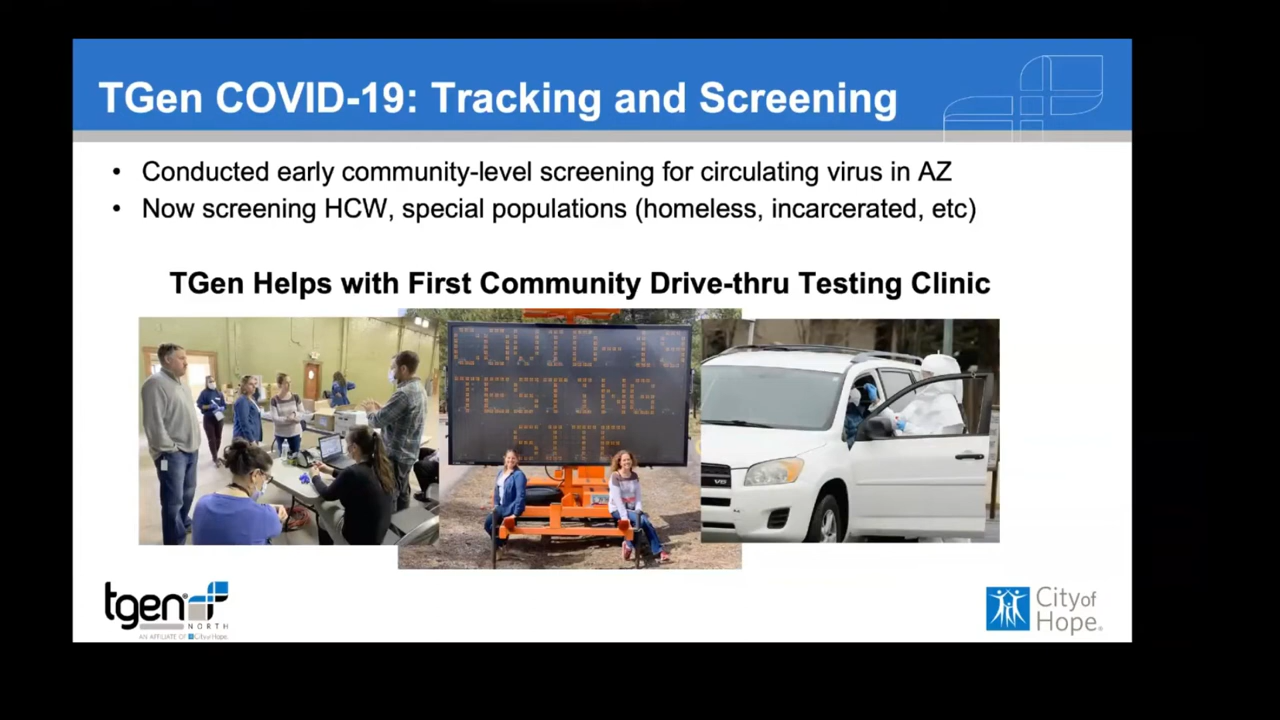 TGen COVID-19: Tracking and Screening
• Conducted early community-level screening for circulating virus in AZ
• Now screening HCW, special populations (homeless, incarcerated, etc)
TGen Helps with First Community Drive-thru Testing Clinic
COVID-19
TESTING
SITE
V6
tgen
NORTH
AN AFFILIATE OF City of Hope.
City of
Hope®